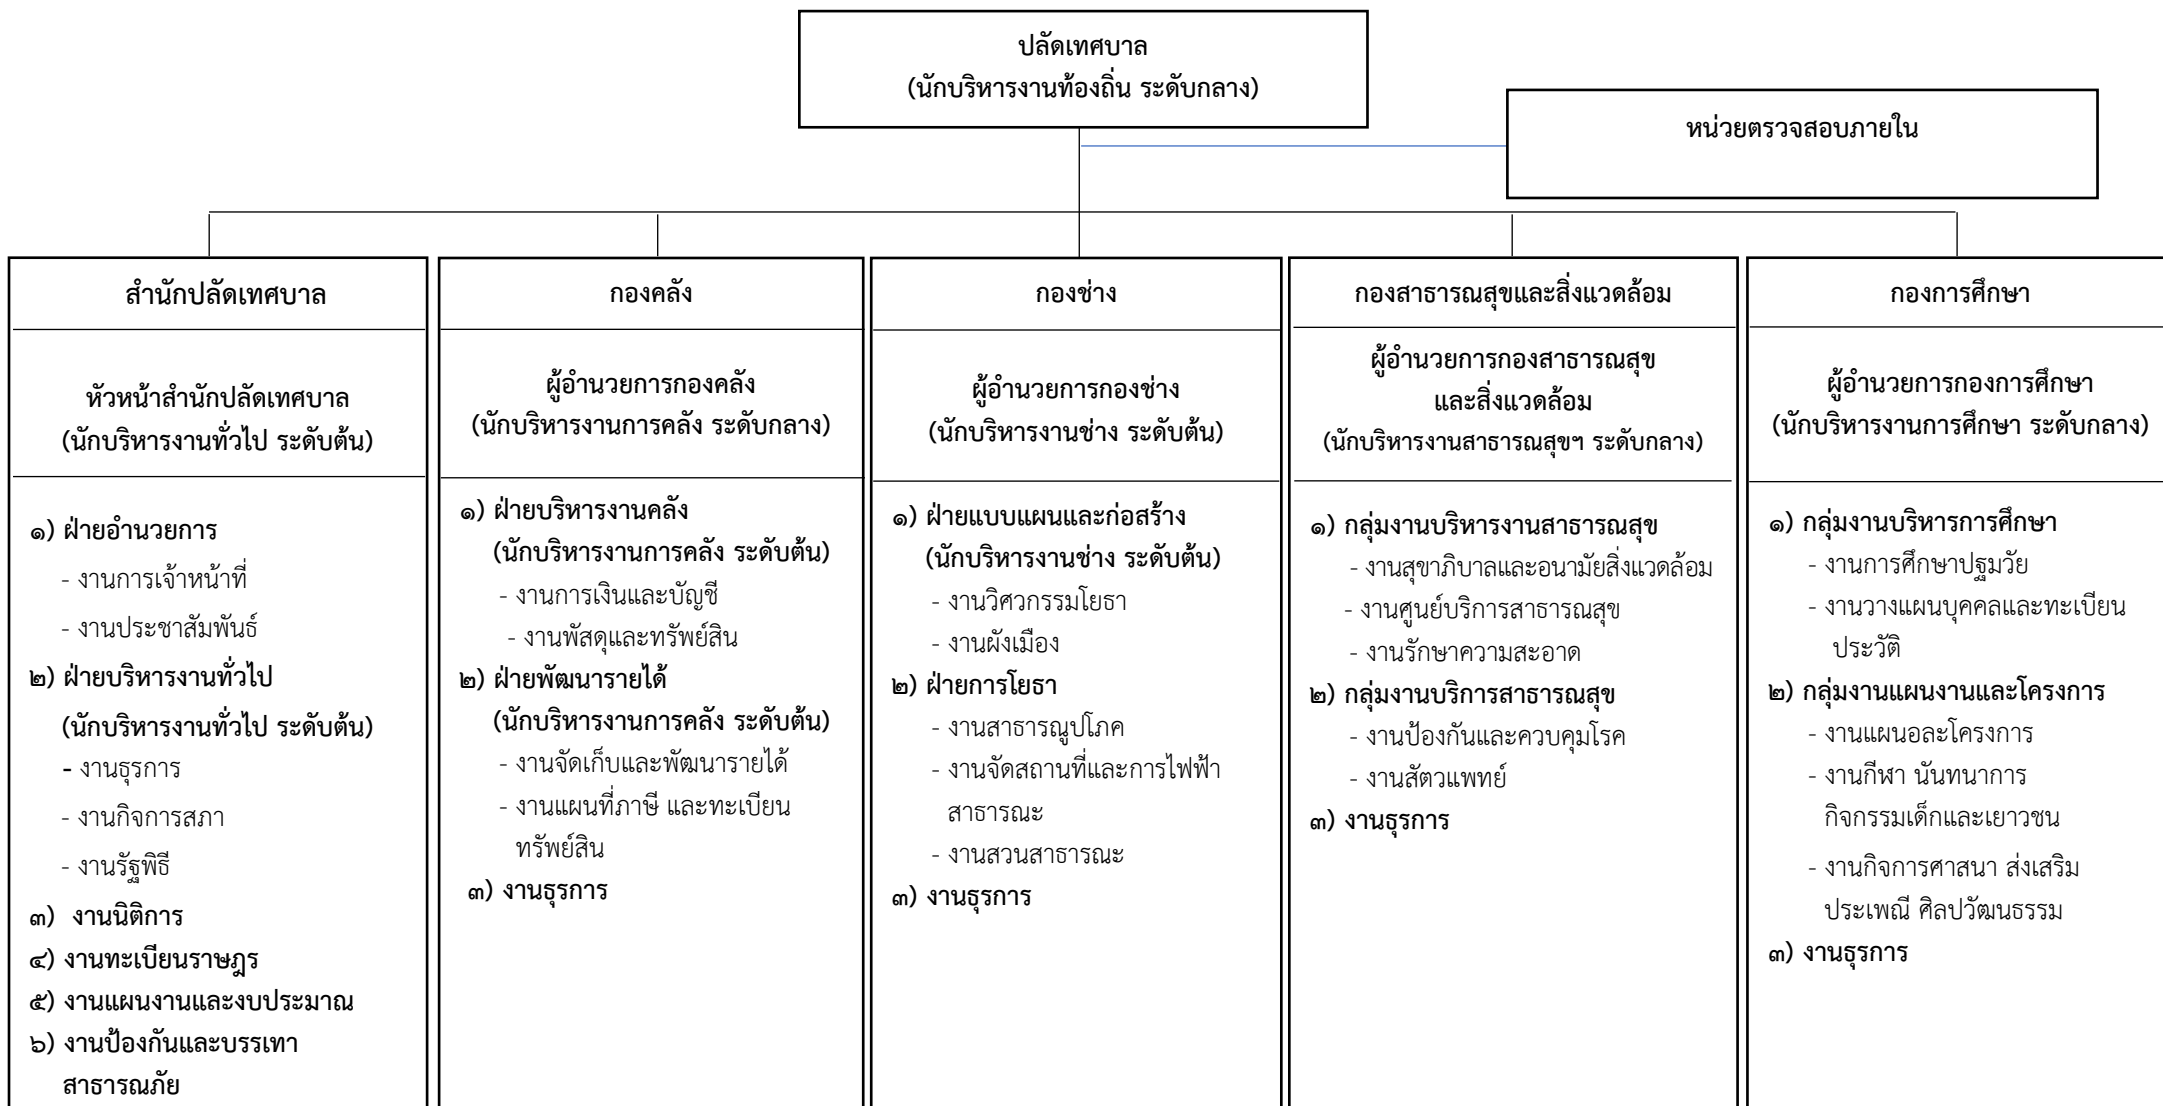 ปลัดเทศบาล
(นักบริหารงานท้องถิ่น ระดับกลาง)
หน่วยตรวจสอบภายใน
สำนักปลัดเทศบาล
หัวหน้าสำนักปลัดเทศบาล
(นักบริหารงานทั่วไป ระดับต้น)
๑) ฝ่ายอำนวยการ
- งานการเจ้าหน้าที่
- งานประชาสัมพันธ์
๒) ฝ่ายบริหารงานทั่วไป
(นักบริหารงานทั่วไป ระดับต้น)
- งานธุรการ
- งานกิจการสภา
- งานรัฐพิธี
๓) งานนิติการ
๔) งานทะเบียนราษฎร
๕) งานแผนงานและงบประมาณ
๖) งานป้องกันและบรรเทา
สาธารณภัย
กองคลัง
ผู้อำนวยการกองคลัง
(นักบริหารงานการคลัง ระดับกลาง)
๑) ฝ่ายบริหารงานคลัง
(นักบริหารงานการคลัง ระดับต้น)
- งานการเงินและบัญชี
- งานพัสดุและทรัพย์สิน
๒) ฝ่ายพัฒนารายได้
(นักบริหารงานการคลัง ระดับต้น)
- งานจัดเก็บและพัฒนารายได้
- งานแผนที่ภาษี และทะเบียน
ทรัพย์สิน
๓) งานธุรการ
กองช่าง
ผู้อำนวยการกองช่าง
(นักบริหารงานช่าง ระดับต้น)
๑) ฝ่ายแบบแผนและก่อสร้าง
(นักบริหารงานช่าง ระดับต้น)
- งานวิศวกรรมโยธา
- งานผังเมือง
๒) ฝ่ายการโยธา
- งานสาธารณูปโภค
- งานจัดสถานที่และการไฟฟ้า
สาธารณะ
- งานสวนสาธารณะ
๓) งานธุรการ
กองสาธารณสุขและสิ่งแวดล้อม
ผู้อำนวยการกองสาธารณสุข
และสิ่งแวดล้อม
(นักบริหารงานสาธารณสุขฯ ระดับกลาง)
๑) กลุ่มงานบริหารงานสาธารณสุข
- งานสุขาภิบาลและอนามัยสิ่งแวดล้อม
- งานศูนย์บริการสาธารณสุข
- งานรักษาความสะอาด
๒) กลุ่มงานบริการสาธารณสุข
- งานป้องกันและควบคุมโรค
- งานสัตวแพทย์
๓) งานธุรการ
กองการศึกษา
ผู้อำนวยการกองการศึกษา
(นักบริหารงานการศึกษา ระดับกลาง)
๑) กลุ่มงานบริหารการศึกษา
- งานการศึกษาปฐมวัย
- งานวางแผนบุคคลและทะเบียน
ประวัติ
๒) กลุ่มงานแผนงานและโครงการ
- งานแผนอละโครงการ
- งานกีฬา นันทนาการ
กิจกรรมเด็กและเยาวชน
- งานกิจการศาสนา ส่งเสริม
ประเพณี ศิลปวัฒนธรรม
๓) งานธุรการ